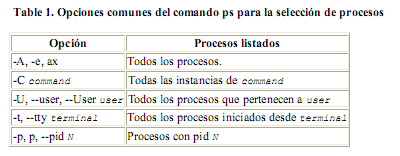 Table 1. Opciones comunes del comando ps para la selección de procesos
Opción Procesos listados
-A, -e, ax Todos los procesos.
-C command Todas las instancias de command
-U, --user, --User user Todos los procesos que pertenecen a user
-t, --tty terminal Todos los procesos iniciados desde terminal
-p, p, --pid N Procesos con pid N